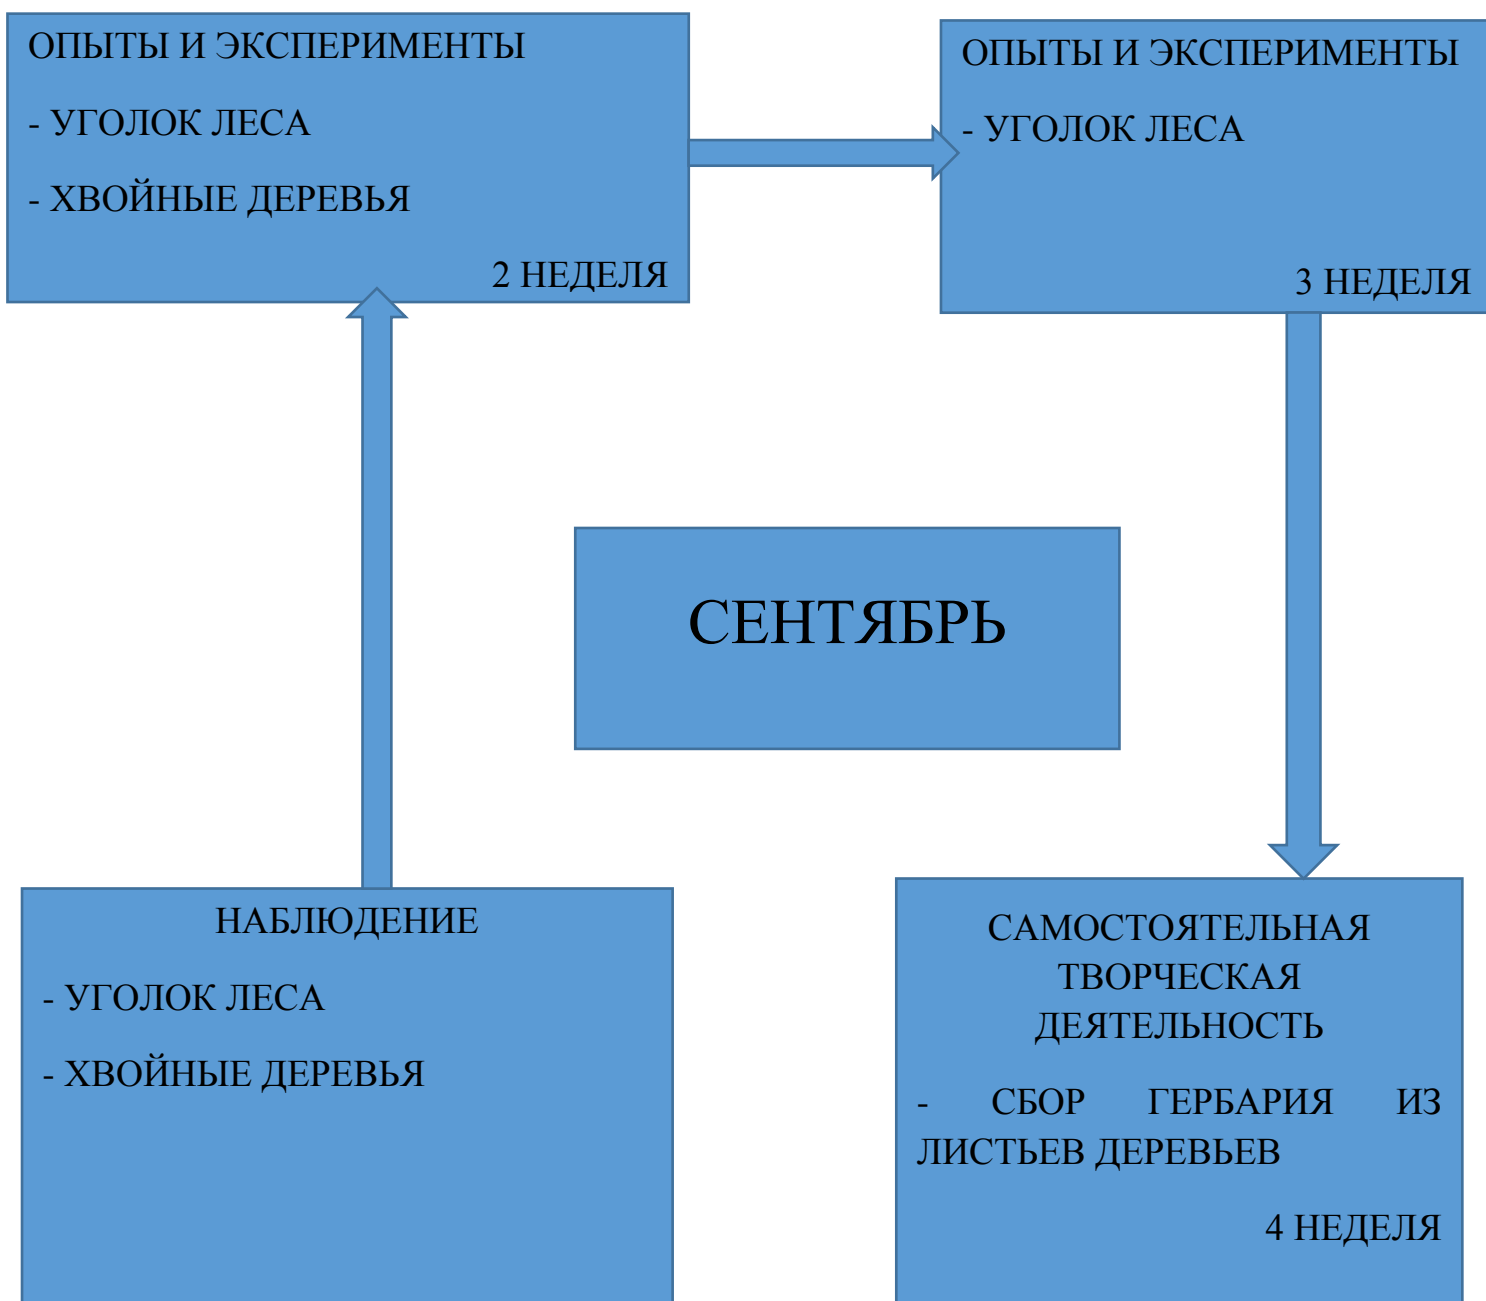 ОПЫТЫ И ЭКСПЕРИМЕНТЫ
- УГОЛОК ЛЕСА
- ХВОЙНЫЕ ДЕРЕВЬЯ
2 НЕДЕЛЯ
ОПЫТЫ И ЭКСПЕРИМЕНТЫ
- УГОЛОК ЛЕСА
3 НЕДЕЛЯ
СЕНТЯБРЬ
НАБЛЮДЕНИЕ
- УГОЛОК ЛЕСА
- ХВОЙНЫЕ ДЕРЕВЬЯ
САМОСТОЯТЕЛЬНАЯ
ТВОРЧЕСКАЯ
ДЕЯТЕЛЬНОСТЬ
- СБОР ГЕРБАРИЯ ИЗ
ЛИСТЬЕВ ДЕРЕВЬЕВ
4 НЕДЕЛЯ